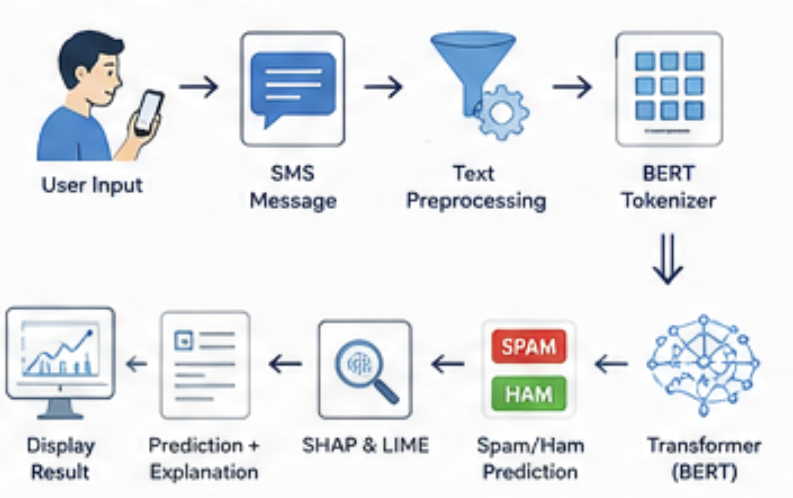 User Input
SMS
Message
Text
Preprocessing
BERT
Tokenizer
SPAM
HAM
Display
Result
Prediction +
Explanation
SHAP & LIME
Spam/Ham
Prediction
Transformer
(BERT)